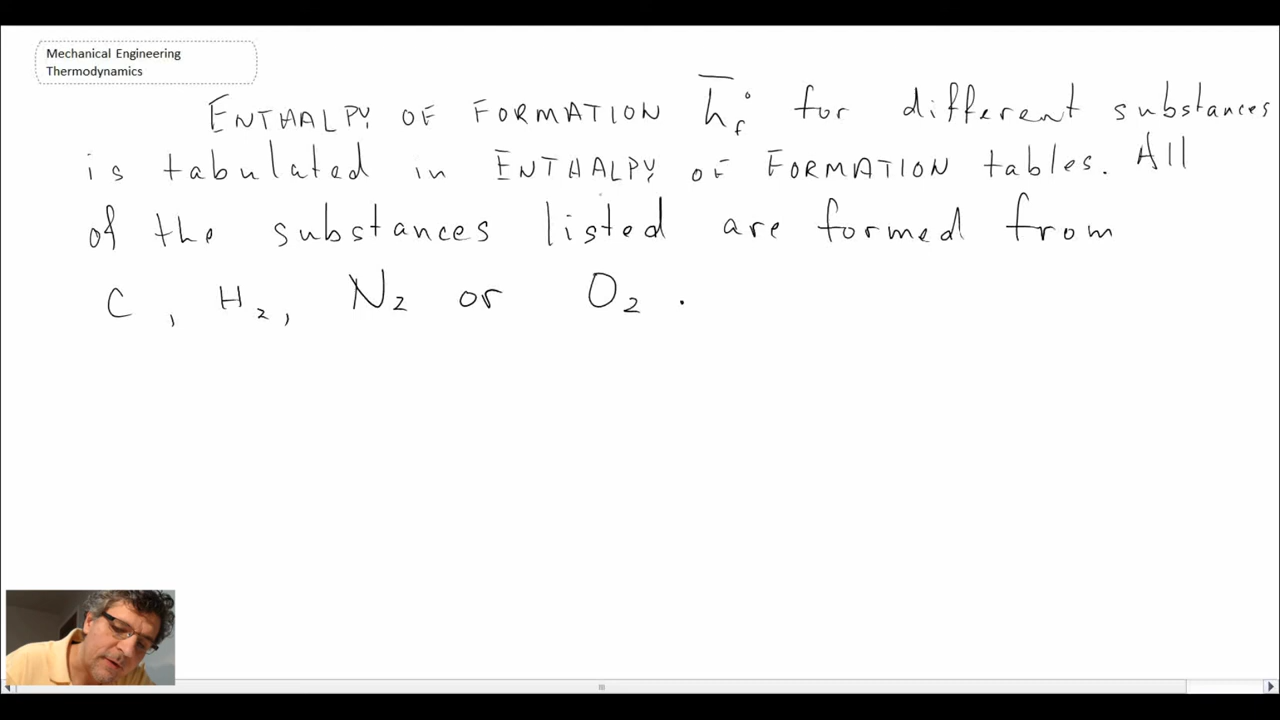 Mechanical Engineering
Thermodynamics
ENTHALPY OF FORMATION h̅f° for different substances
is tabulated in ENTHALPY OF FORMATION tables. All
of the substances listed are formed from
C, H₂, N₂ or O₂.